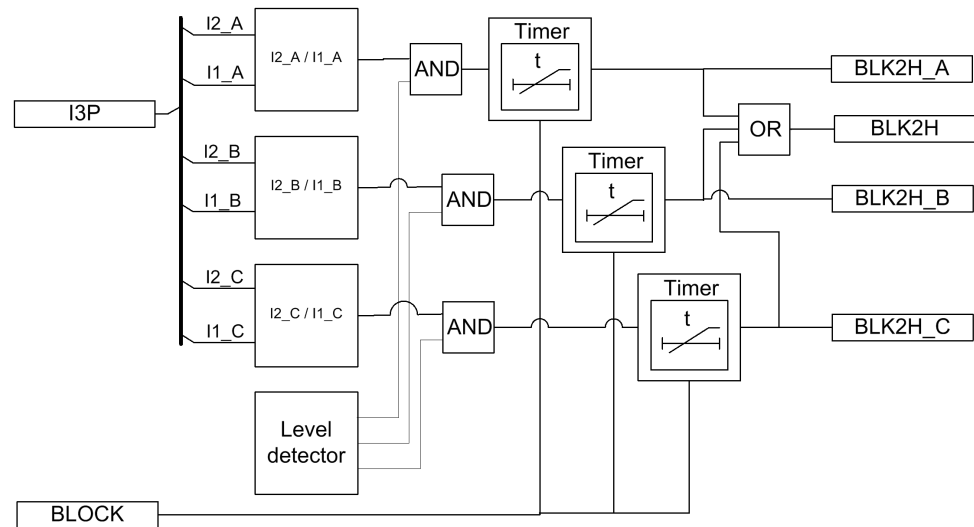 I2_A
I1_A
I2_A / I1_A
AND
Timer
t
BLK2H_A
I3P
OR
BLK2H
I2_B
I1_B
I2_B / I1_B
AND
Timer
t
BLK2H_B
I2_C
I1_C
I2_C / I1_C
AND
Timer
t
BLK2H_C
Level
detector
BLOCK